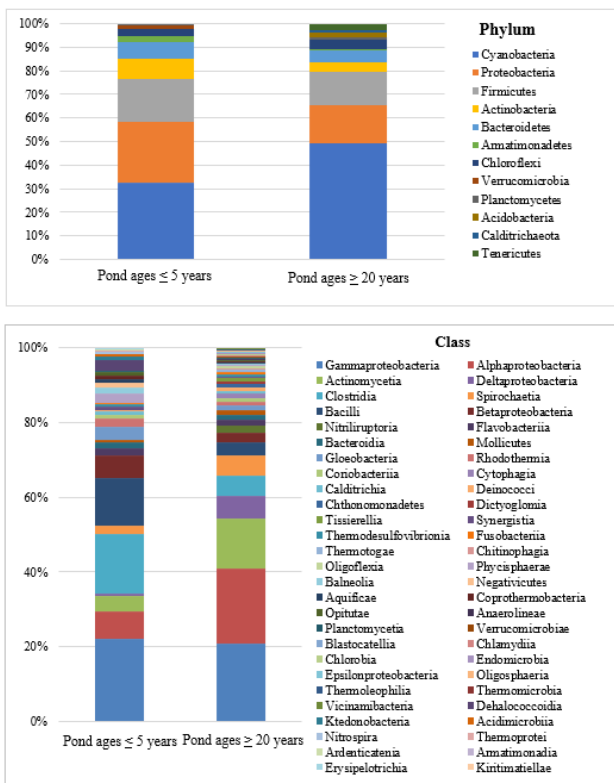 100%
90%
80%
70%
60%
50%
40%
30%
20%
10%
0%
Pond ages ≤ 5 years
Pond ages ≥ 20 years
Phylum
Cyanobacteria
Proteobacteria
Firmicutes
Actinobacteria
Bacteroidetes
Armatimonadetes
Chloroflexi
Verrucomicrobia
Planctomycetes
Acidobacteria
Calditrichaeota
Tenericutes
100%
80%
60%
40%
20%
0%
Pond ages ≤ 5 years
Pond ages ≥ 20 years
Class
Gammaproteobacteria Alphaproteobacteria
Actinomycetia Deltaproteobacteria
Clostridia Spirochaetia
Bacilli Betaproteobacteria
Nitriliruptoria Flavobacteriia
Bacteroidia Mollicutes
Gloeobacteria Rhodothermia
Coriobacteriia Cytophagia
Calditrichia Deinococci
Chthonomonadetes Dictyoglomia
Tissierellia Synergistia
Thermodesulfovibrionia Fusobacteriia
Thermotogae Chitinophagia
Oligoflexia Phycisphaerae
Balneolia Negativicutes
Aquificae Coprothermobacteria
Opitutae Anaerolineae
Planctomycetia Verrucomicrobiae
Blastocatellia Chlamydiia
Chlorobia Endomicrobia
Epsilonproteobacteria Oligosphaeria
Thermoleophilia Thermomicrobia
Vicinamibacteria Dehalococcoidia
Ktedonobacteria Acidimicrobiia
Nitrospira Thermoprotei
Ardenticatenia Armatimonadia
Erysipelotrichia Kiritimatiellae